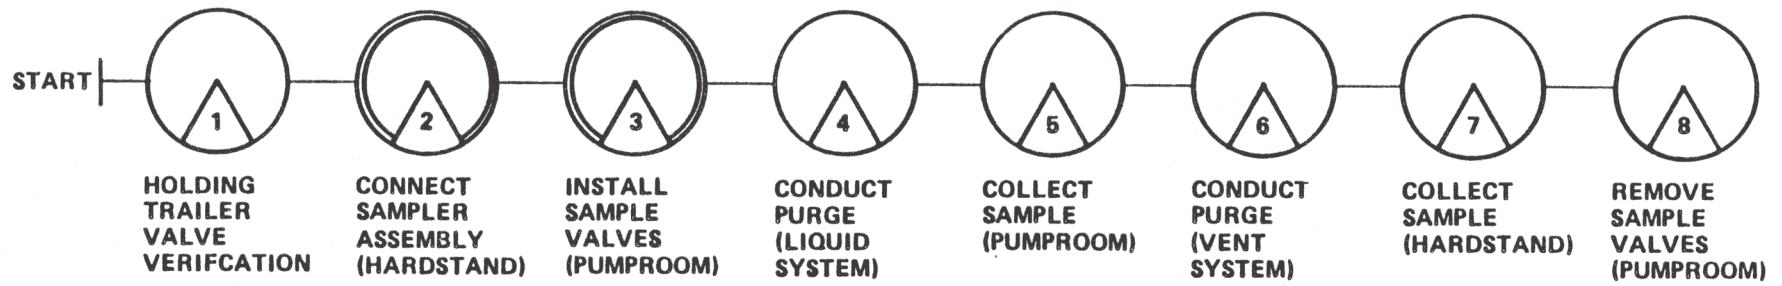 START
1
2
3
4
5
6
7
8
HOLDING
TRAILER
VALVE
VERIFCATION
CONNECT
SAMPLER
ASSEMBLY
(HARDSTAND)
INSTALL
SAMPLE
VALVES
(PUMPROOM)
CONDUCT
PURGE
(LIQUID
SYSTEM)
COLLECT
SAMPLE
(PUMPROOM)
CONDUCT
PURGE
(VENT
SYSTEM)
COLLECT
SAMPLE
(HARDSTAND)
REMOVE
SAMPLE
VALVES
(PUMPROOM)